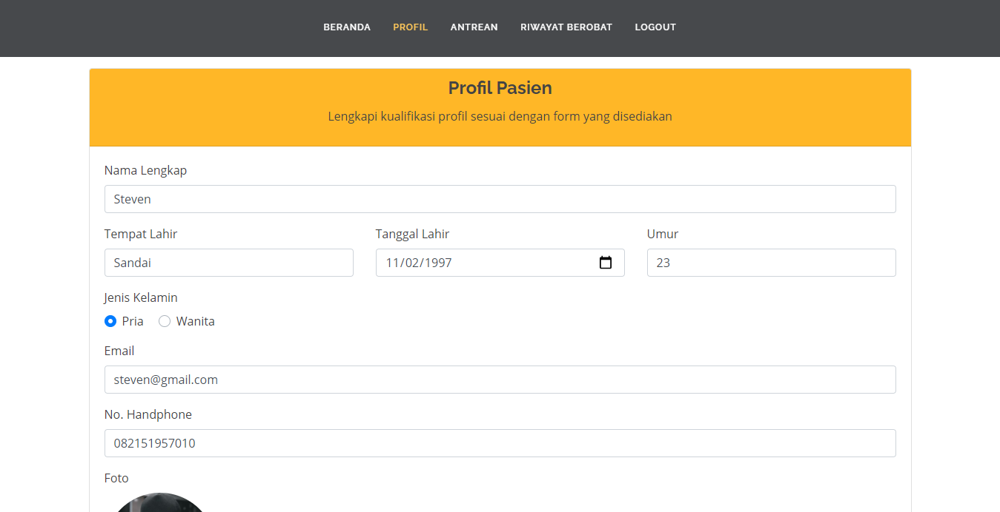 BERANDA PROFIL ANTREAN RIWAYAT BEROBAT LOGOUT
Profil Pasien
Lengkapi kualifikasi profil sesuai dengan form yang disediakan
Nama Lengkap
Steven
Tempat Lahir Tanggal Lahir Umur
Sandai 11/02/1997 23
Jenis Kelamin
Pria Wanita
Email
steven@gmail.com
No. Handphone
082151957010
Foto